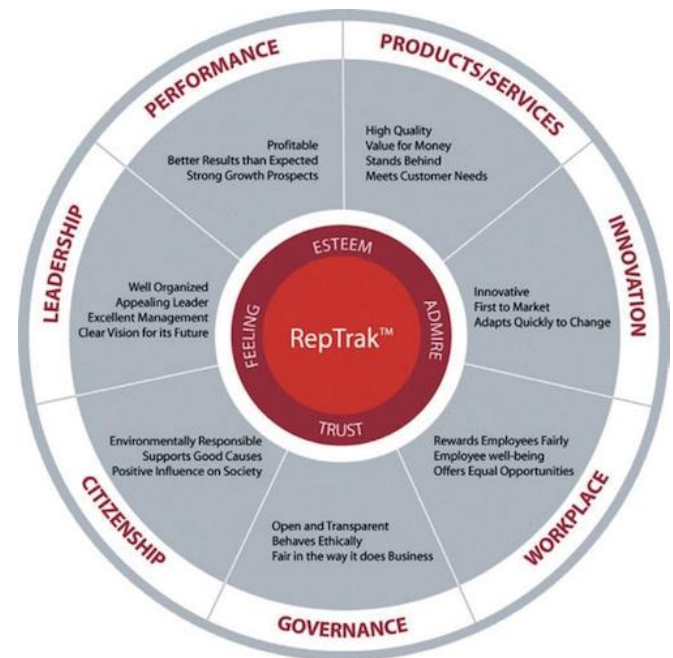 PERFORMANCE
Profitable
Better Results than Expected
Strong Growth Prospects
PRODUCTS/SERVICES
High Quality
Value for Money
Stands Behind
Meets Customer Needs
INNOVATION
Innovative
First to Market
Adapts Quickly to Change
WORKPLACE
Rewards Employees Fairly
Employee well-being
Offers Equal Opportunities
GOVERNANCE
Open and Transparent
Behaves Ethically
Fair in the way it does Business
CITIZENSHIP
Environmentally Responsible
Supports Good Causes
Positive Influence on Society
LEADERSHIP
Well Organized
Appealing Leader
Excellent Management
Clear Vision for its Future
ESTEEM
ADMIRE
TRUST
FEELING
RepTrak™